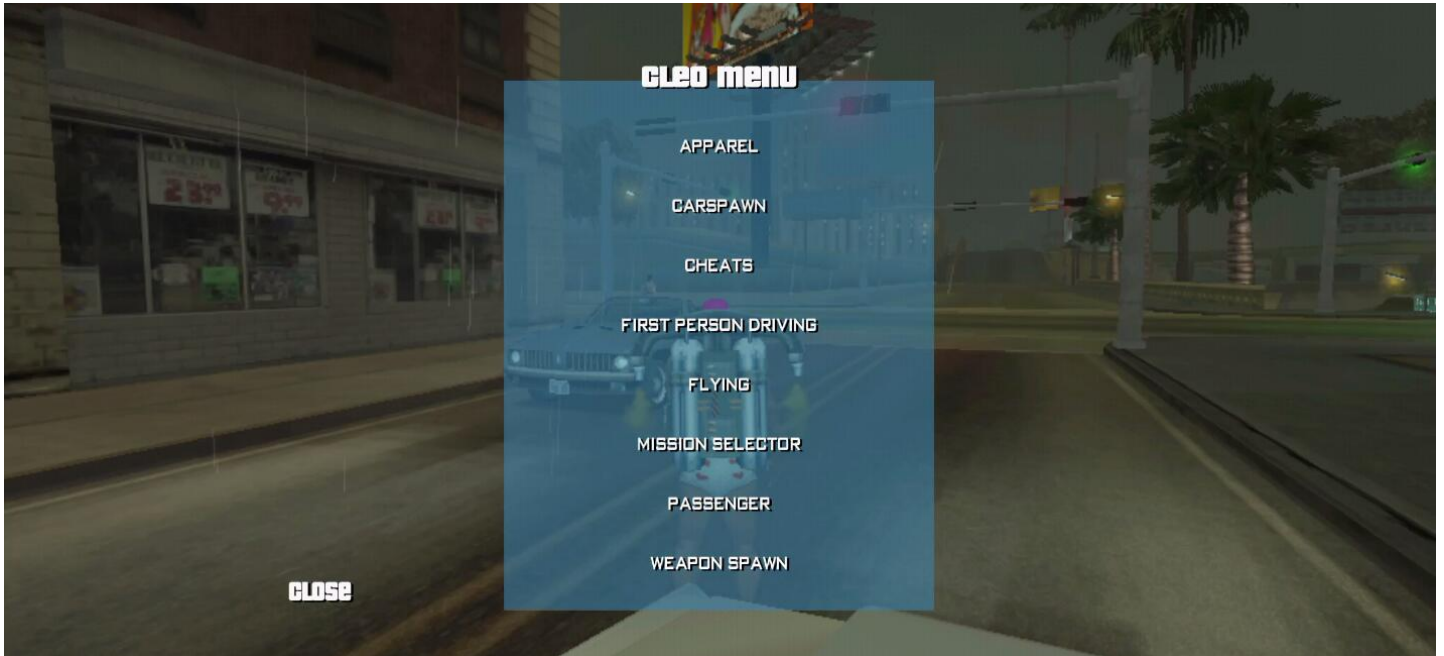 CLEO MENU
APPAREL
CARSPAWN
CHEATS
FIRST PERSON DRIVING
FLYING
MISSION SELECTOR
PASSENGER
WEAPON SPAWN
CLOSE